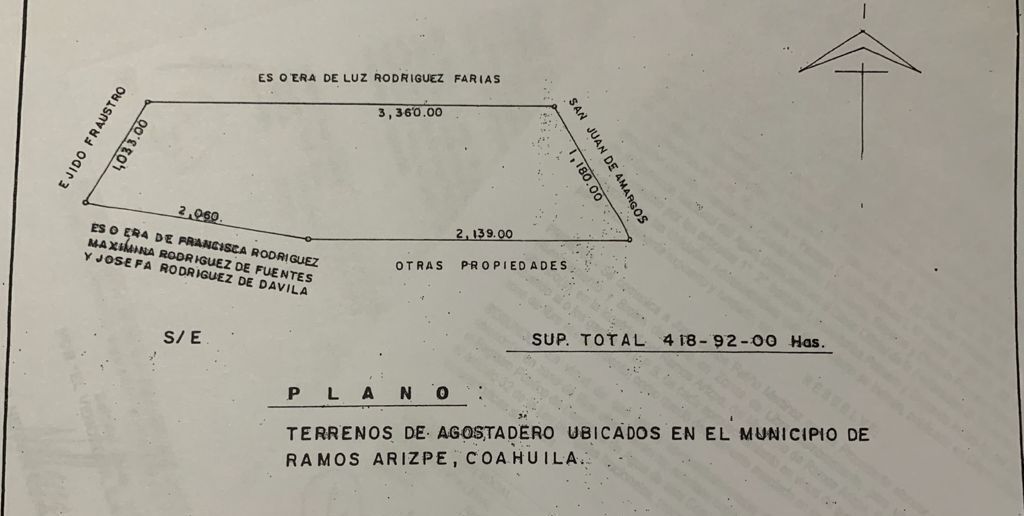 ES O ERA DE LUZ RODRIGUEZ FARIAS
3,360.00
EJIDO FRAUSTRO
1,033.00
SAN JUAN DE AMARGOS
1,180.00
2,060.
2,139.00
ES O ERA DE FRANCISCA RODRIGUEZ
MAXIMINA RODRIGUEZ DE FUENTES
Y JOSEFA RODRIGUEZ DE DAVILA
OTRAS PROPIEDADES
S/E
SUP. TOTAL 418-92-00 Has.
PLANO :
TERRENOS DE AGOSTADERO UBICADOS EN EL MUNICIPIO DE
RAMOS ARIZPE, COAHUILA.